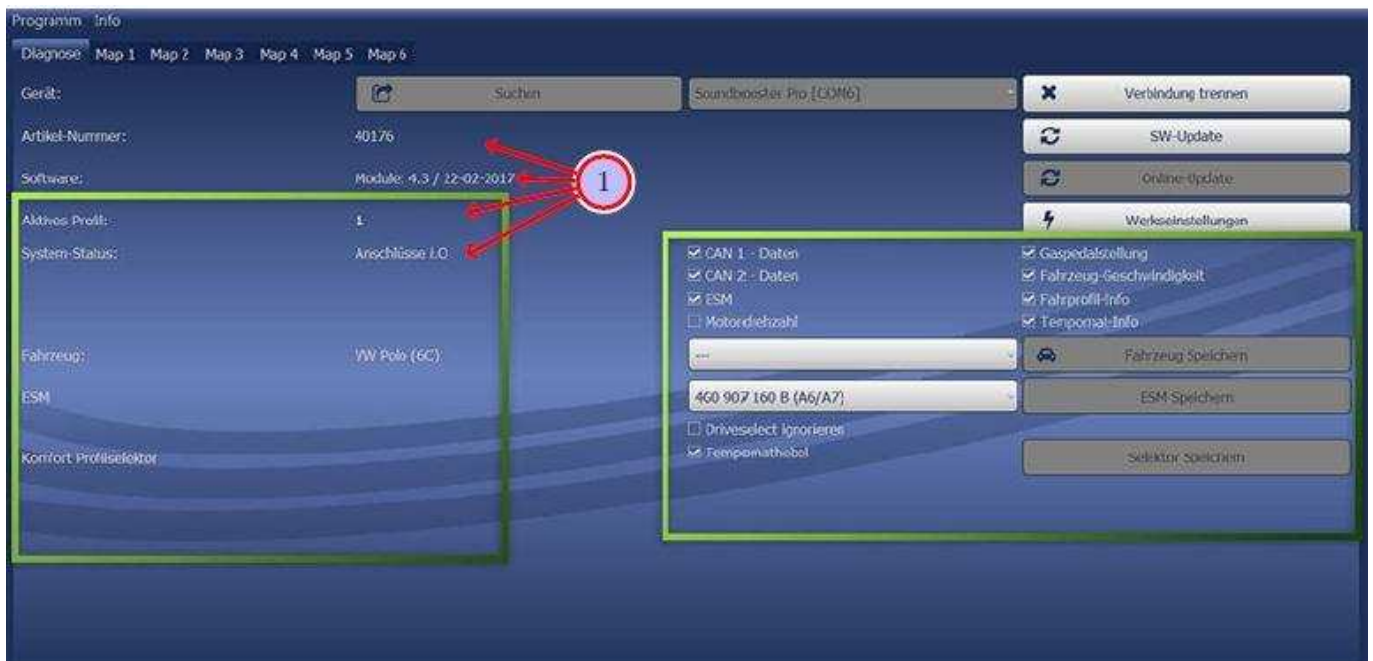 Programm Info
Diagnose Map 1 Map 2 Map 3 Map 4 Map 5 Map 6
Gerät: Suchen Soundbooster Pro [COM6] Verbindung trennen
Artikel-Nummer: 40176 SW-Update
Software: Module: 4.3 / 22-02-2017 1 Online-Update
Aktives Profil: 1 Werkseinstellungen
System-Status: Anschlüsse i.O CAN 1 - Daten Gaspedalstellung
CAN 2 - Daten Fahrzeug-Geschwindigkeit
ESM Fahrprofil-Info
Motordrehzahl Tempomat-Info
Fahrzeug: VW Polo (6C) --- Fahrzeug Speichern
ESM 4G0 907 160 B (A6/A7) ESM Speichern
Driveselect ignorieren
Komfort Profilselektor Tempomathebel Selektor Speichern